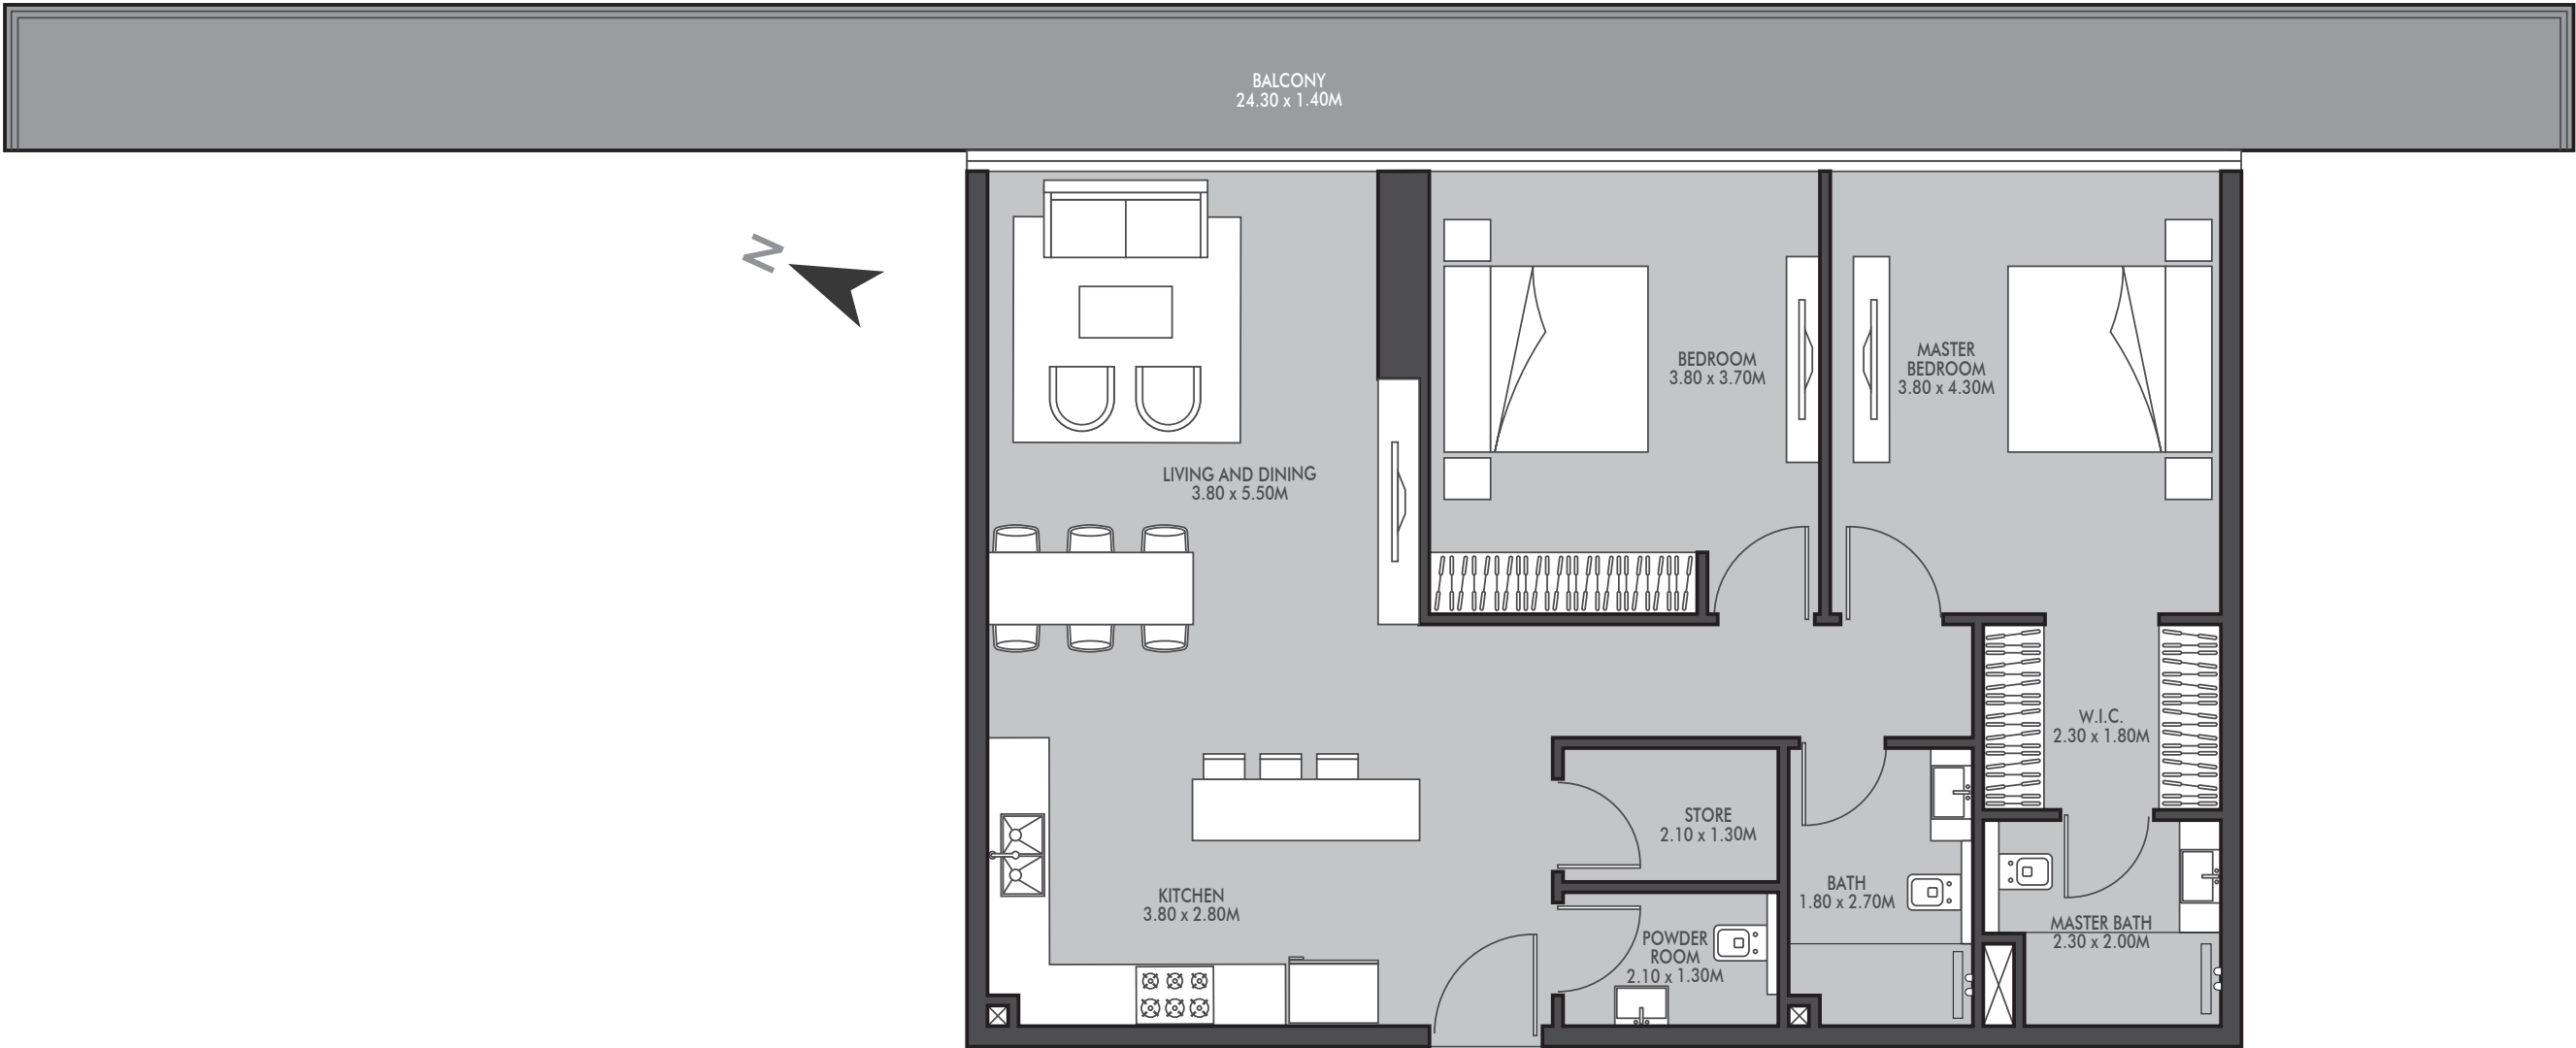 BALCONY
24.30 x 1.40M
N
BEDROOM
3.80 x 3.70M
MASTER
BEDROOM
3.80 x 4.30M
LIVING AND DINING
3.80 x 5.50M
W.I.C.
2.30 x 1.80M
STORE
2.10 x 1.30M
KITCHEN
3.80 x 2.80M
BATH
1.80 x 2.70M
POWDER
ROOM
2.10 x 1.30M
MASTER BATH
2.30 x 2.00M